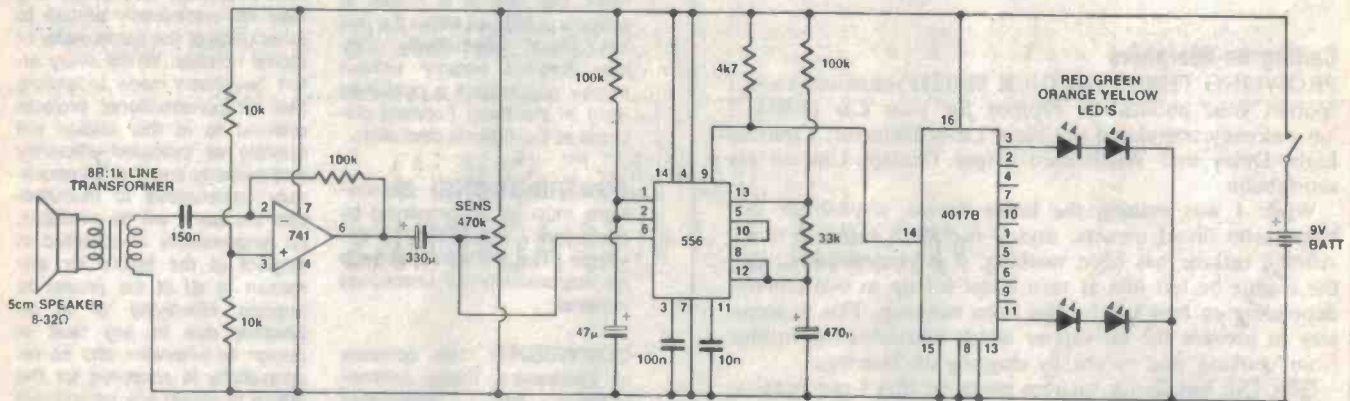 5cm SPEAKER
8-32Ω
8R:1k LINE
TRANSFORMER
150n
10k
10k
100k
2
3
741
−
+
7
6
4
+
330µ
SENS
470k
100k
+
47µ
14
4
9
1
2
6
556
13
5
10
8
12
3
7
11
100n
10n
4k7
100k
33k
+
470µ
14
16
4017B
3
2
4
7
10
1
5
6
9
11
15
8
13
RED GREEN
ORANGE YELLOW
LED'S
+
9V
BATT